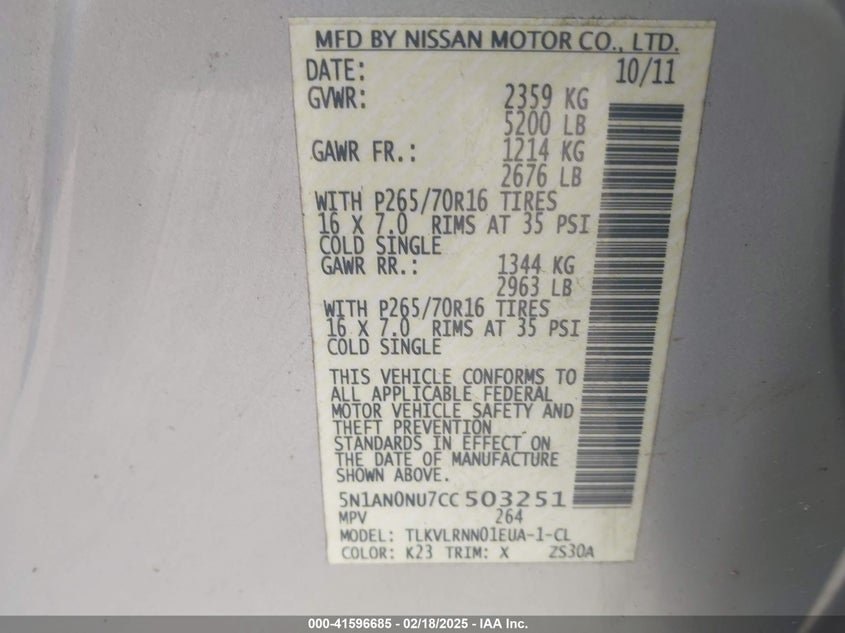 MFD BY NISSAN MOTOR CO., LTD.
DATE: 10/11
GVWR: 2359 KG
5200 LB
GAWR FR.: 1214 KG
2676 LB
WITH P265/70R16 TIRES
16 X 7.0 RIMS AT 35 PSI
COLD SINGLE
GAWR RR.: 1344 KG
2963 LB
WITH P265/70R16 TIRES
16 X 7.0 RIMS AT 35 PSI
COLD SINGLE
THIS VEHICLE CONFORMS TO
ALL APPLICABLE FEDERAL
MOTOR VEHICLE SAFETY AND
THEFT PREVENTION
STANDARDS IN EFFECT ON
THE DATE OF MANUFACTURE
SHOWN ABOVE.
5N1AN0NU7CC503251
MPV 264
MODEL: TLKVLRNN01EUA-1-CL
COLOR: K23 TRIM: X ZS30A
000-41596685 - 02/18/2025 - IAA Inc.